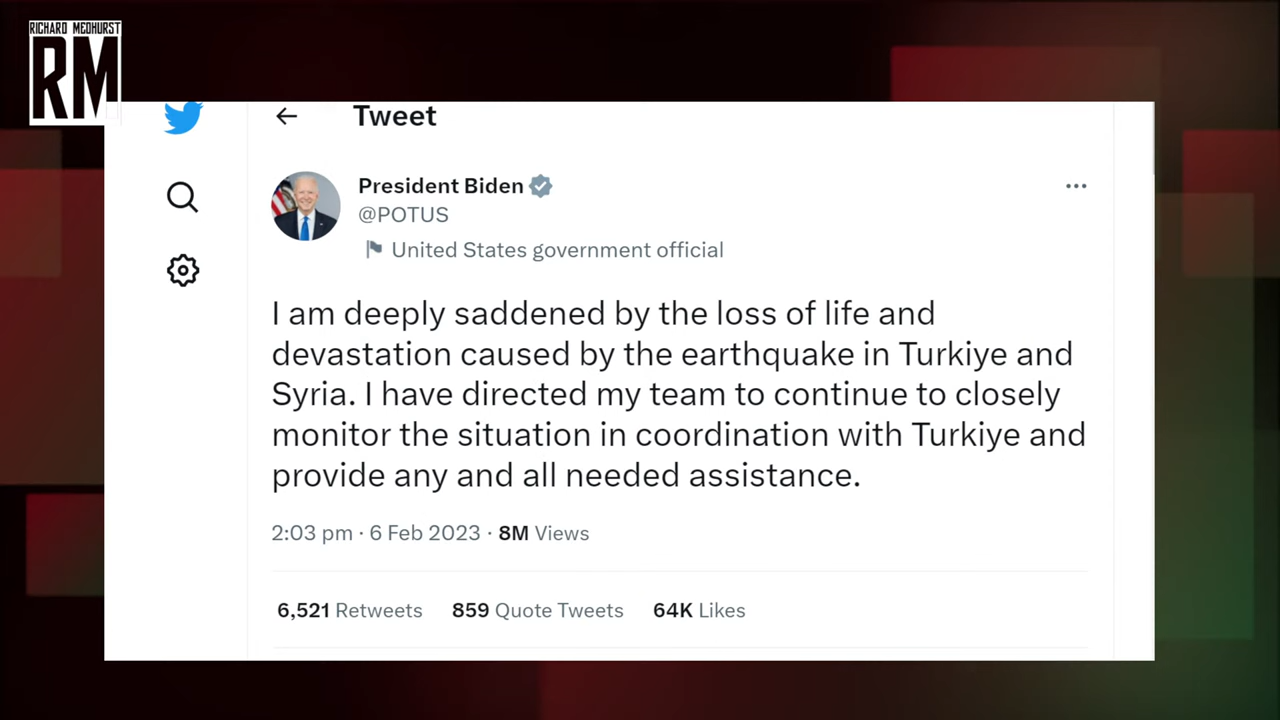 RICHARD MEDHURST
RM
Tweet
President Biden
@POTUS
United States government official
I am deeply saddened by the loss of life and
devastation caused by the earthquake in Turkiye and
Syria. I have directed my team to continue to closely
monitor the situation in coordination with Turkiye and
provide any and all needed assistance.
2:03 pm · 6 Feb 2023 · 8M Views
6,521 Retweets 859 Quote Tweets 64K Likes